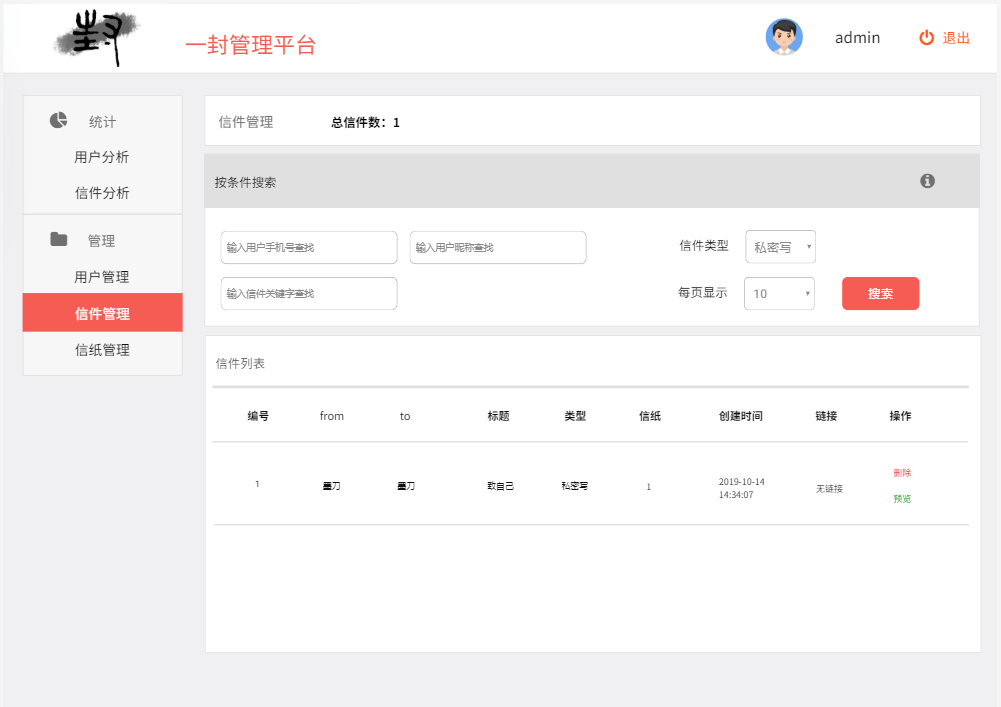 封
一封管理平台
admin
退出
统计
用户分析
信件分析
管理
用户管理
信件管理
信纸管理
信件管理 总信件数：1
按条件搜索
输入用户手机号查找 输入用户昵称查找 信件类型 私密写
输入信件关键字查找 每页显示 10 搜索
信件列表
编号 from to 标题 类型 信纸 创建时间 链接 操作
1 墨刀 墨刀 致自己 私密写 1 2019-10-14 14:34:07 无链接 删除
预览